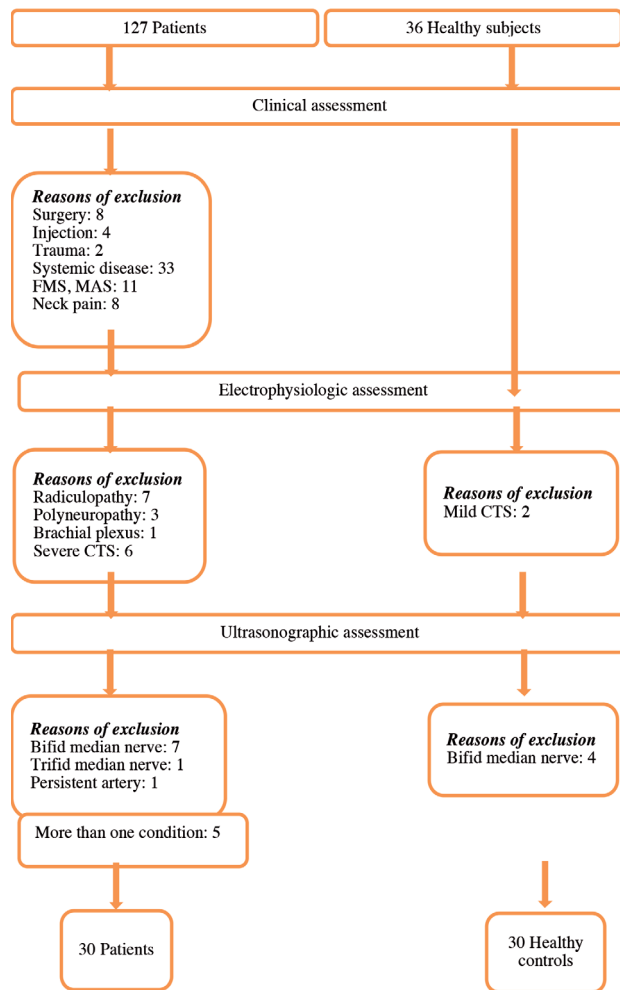 127 Patients
36 Healthy subjects
Clinical assessment
Reasons of exclusion
Surgery: 8
Injection: 4
Trauma: 2
Systemic disease: 33
FMS, MAS: 11
Neck pain: 8
Electrophysiologic assessment
Reasons of exclusion
Radiculopathy: 7
Polyneuropathy: 3
Brachial plexus: 1
Severe CTS: 6
Reasons of exclusion
Mild CTS: 2
Ultrasonographic assessment
Reasons of exclusion
Bifid median nerve: 7
Trifid median nerve: 1
Persistent artery: 1
Reasons of exclusion
Bifid median nerve: 4
More than one condition: 5
30 Patients
30 Healthy
controls